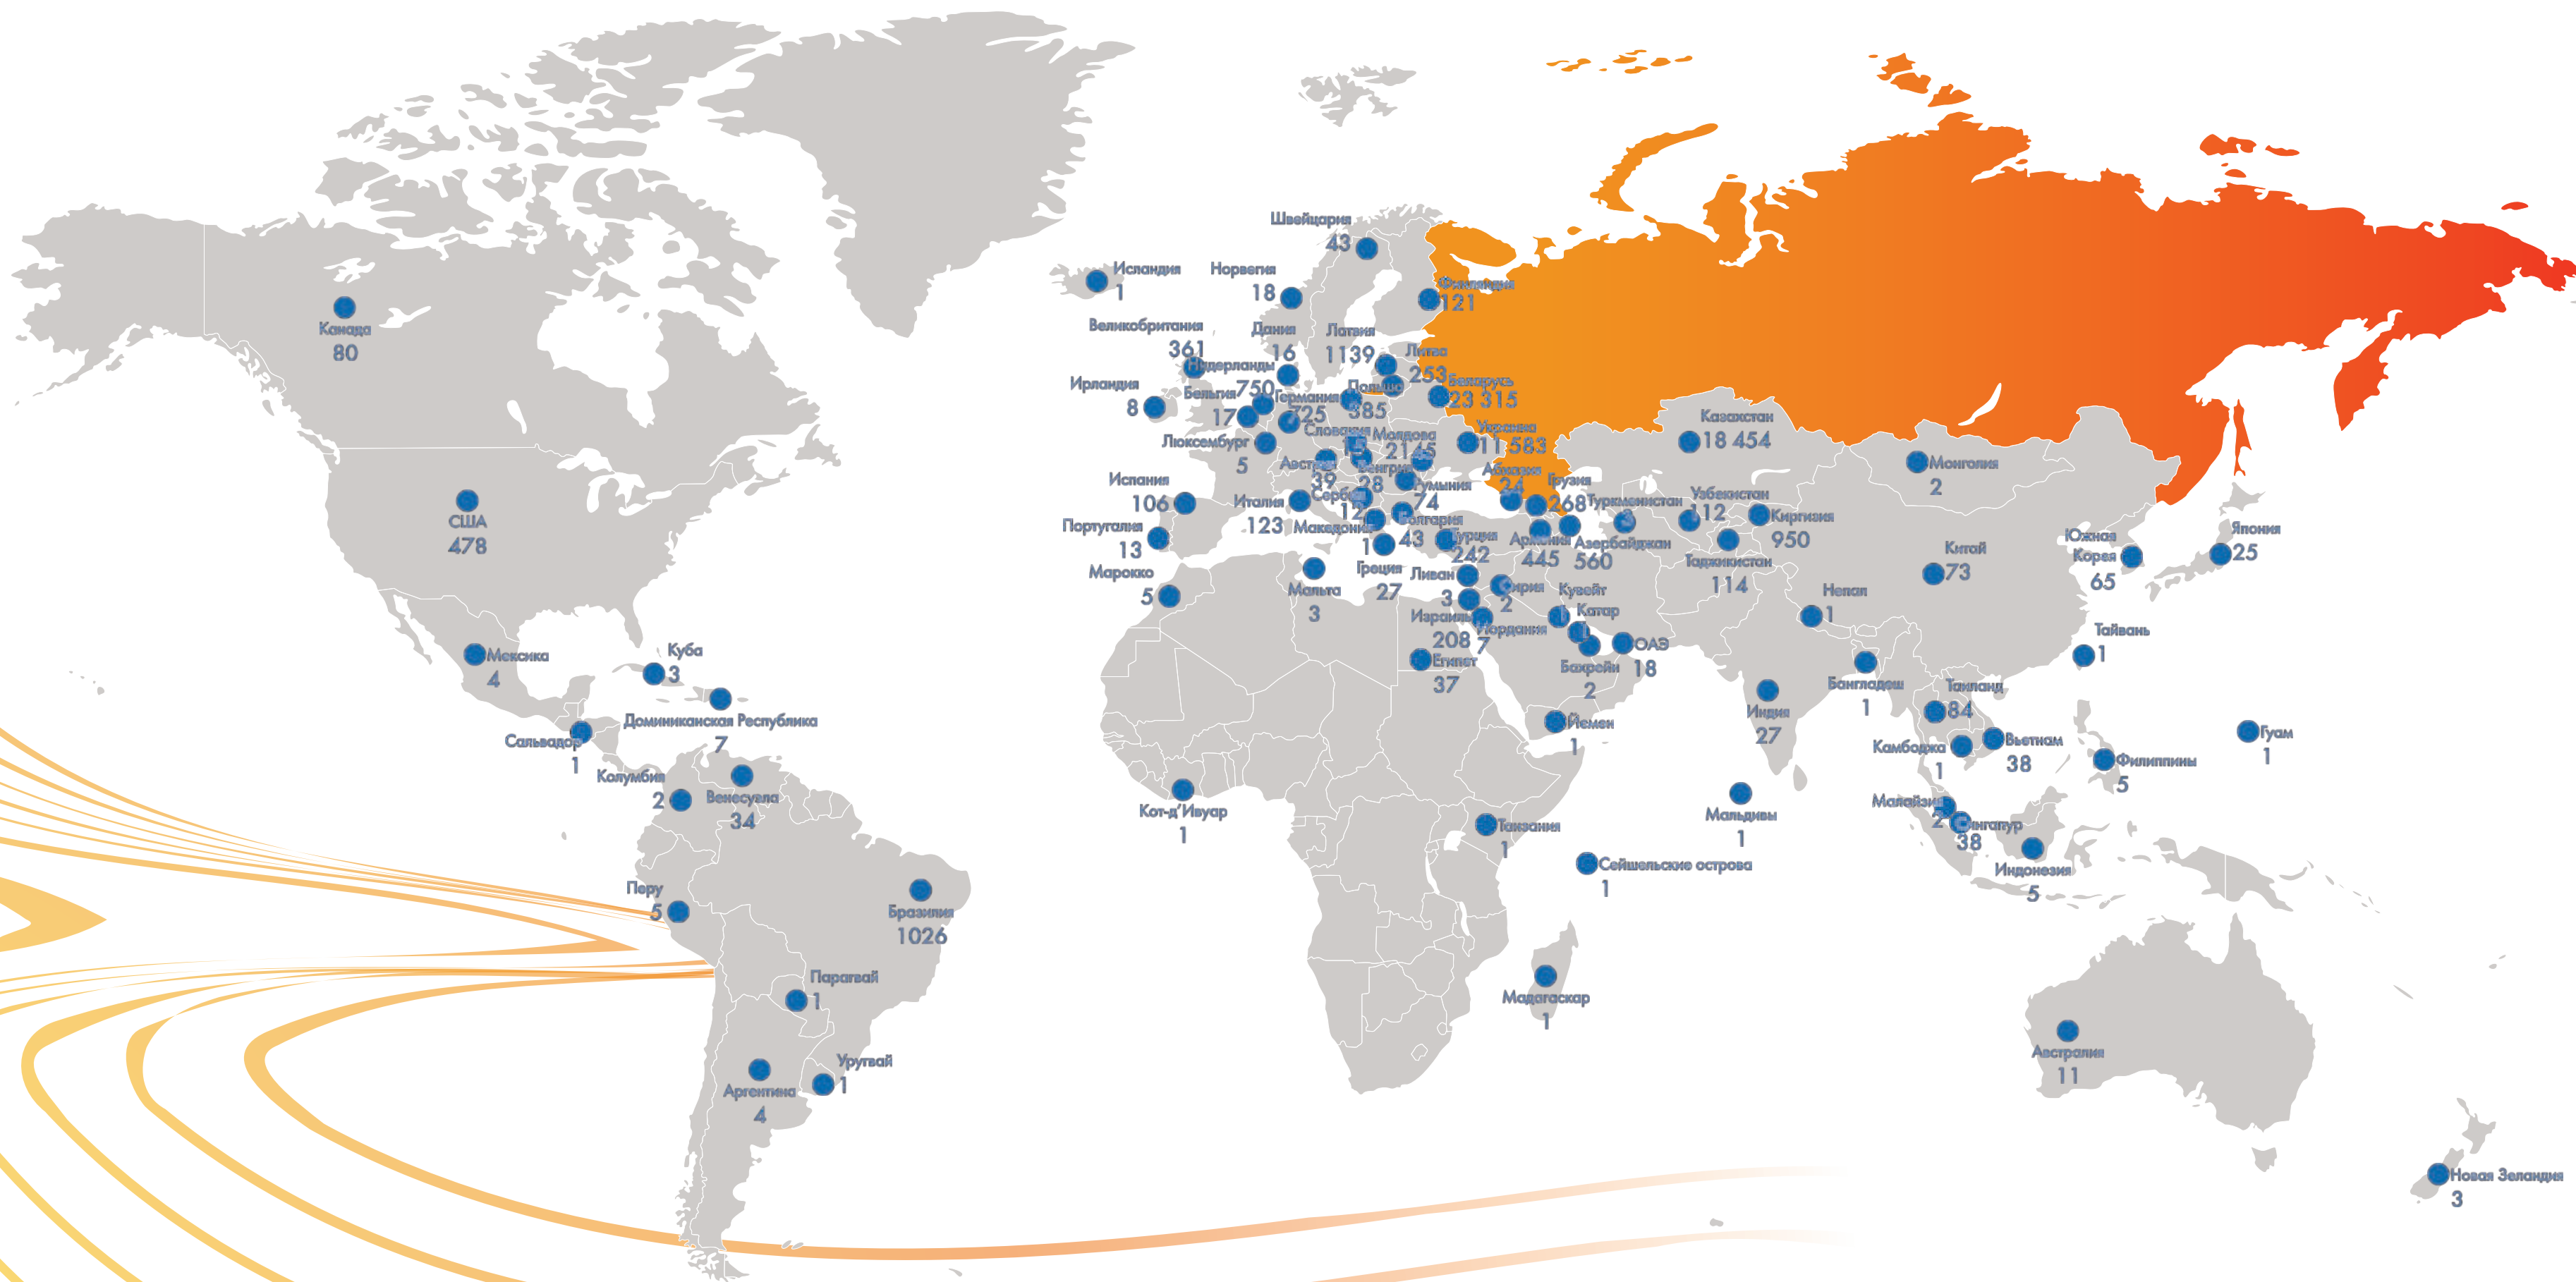 Швейцария
43
Исландия
1
Норвегия
18
Финляндия
121
Канада
80
Великобритания
361
Дания
16
Латвия
1139
Литва
253
Нидерланды
750
Ирландия
8
Бельгия
17
Германия
725
Польша
385
Беларусь
23 315
Люксембург
5
Словакия
Молдова
2145
Украина
11 583
Казахстан
18 454
Австрия
39
Венгрия
28
Абхазия
24
Монголия
2
Испания
106
Италия
123
Сербия
12
Румыния
74
Грузия
268
Туркменистан
Узбекистан
112
Киргизия
950
США
478
Португалия
13
Македония
1
Болгария
43
Турция
242
Армения
445
Азербайджан
560
Таджикистан
114
Китай
73
Южная
Корея
65
Япония
25
Марокко
5
Мальта
3
Греция
27
Ливан
3
Сирия
2
Кувейт
1
Катар
1
Непал
1
Израиль
208
Иордания
7
ОАЭ
18
Тайвань
1
Мексика
4
Куба
3
Египет
37
Бахрейн
2
Бангладеш
1
Таиланд
84
Индия
27
Доминиканская Республика
7
Сальвадор
1
Йемен
1
Камбоджа
1
Вьетнам
38
Филиппины
5
Гуам
1
Колумбия
2
Венесуэла
34
Кот-д’Ивуар
1
Танзания
1
Мальдивы
1
Малайзия
2
Сингапур
38
Сейшельские острова
1
Индонезия
5
Перу
5
Бразилия
1026
Парагвай
1
Мадагаскар
1
Австралия
11
Уругвай
1
Аргентина
4
Новая Зеландия
3